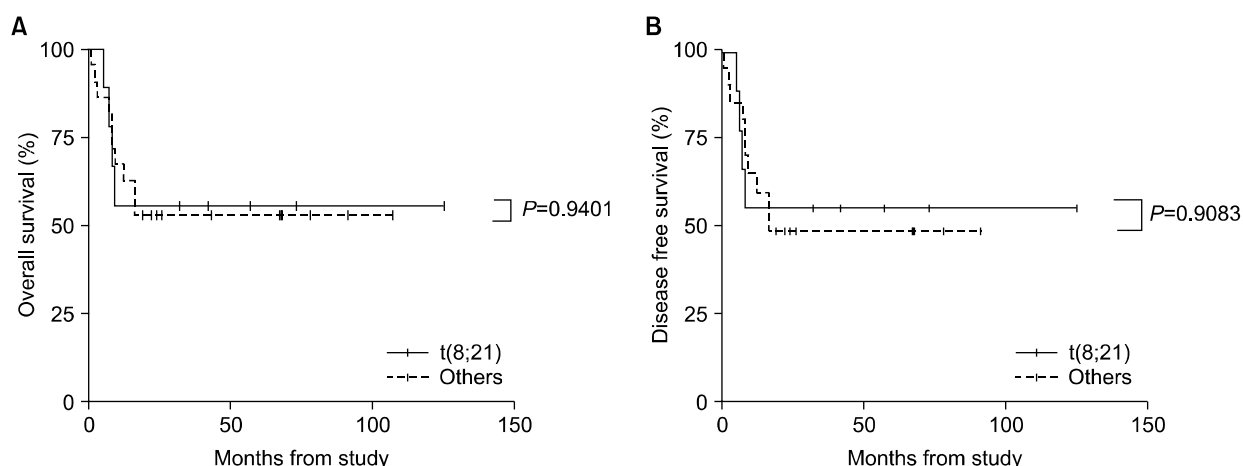 A
Overall survival (%)
100
75
50
25
0
P=0.9401
t(8;21)
Others
0 50 100 150
Months from study
B
Disease free survival (%)
100
75
50
25
0
P=0.9083
t(8;21)
Others
0 50 100 150
Months from study